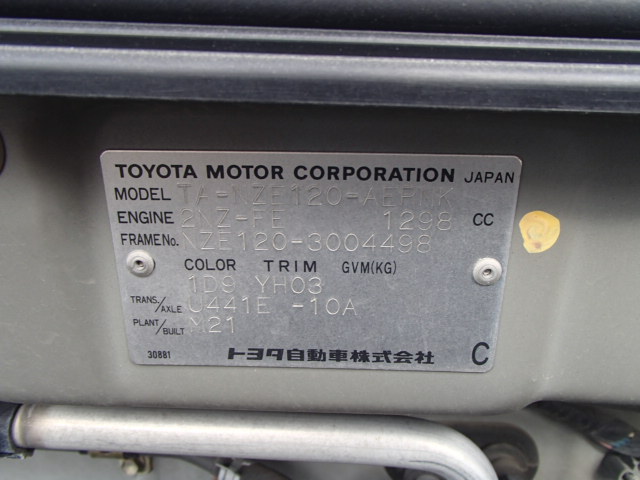 TOYOTA MOTOR CORPORATION JAPAN
MODEL TA-NZE120-AEPNK
ENGINE 2NZ-FE 1298 CC
FRAME No. NZE120-3004498
COLOR TRIM GVM(KG)
1D9 YH03
TRANS./AXLE U441E -10A
PLANT/BUILT M21
30881 トヨタ自動車株式会社 C